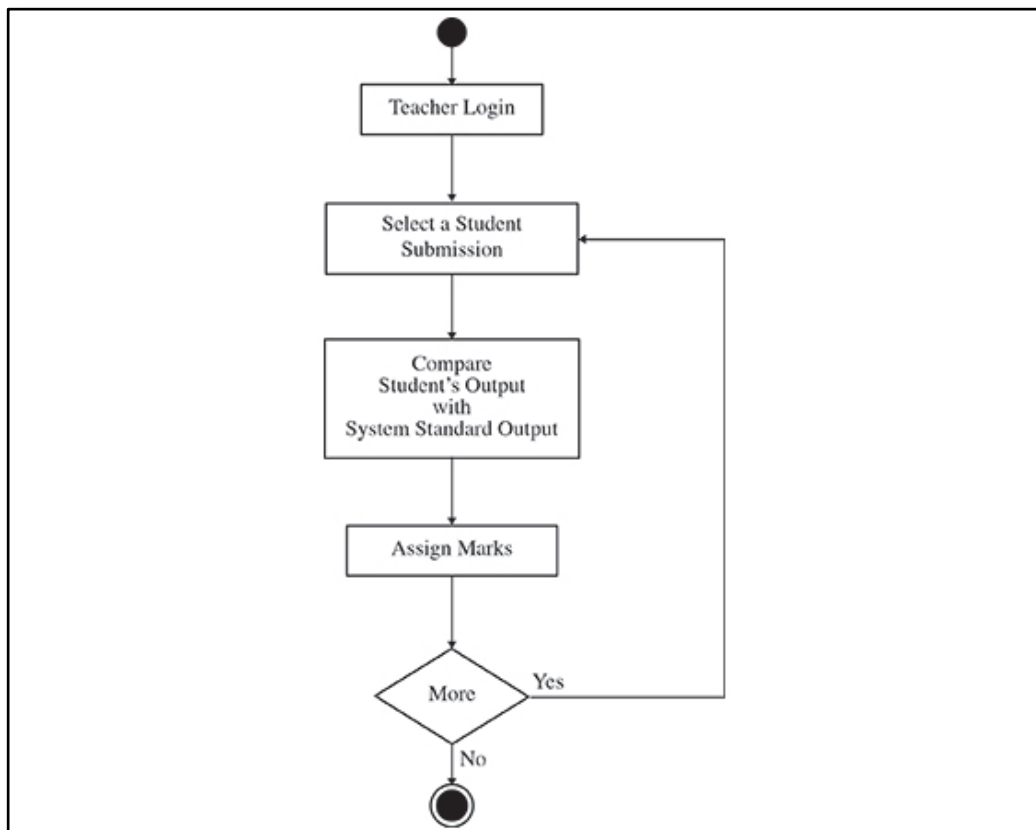 Teacher Login
Select a Student
Submission
Compare
Student's Output
with
System Standard Output
Assign Marks
More
Yes
No